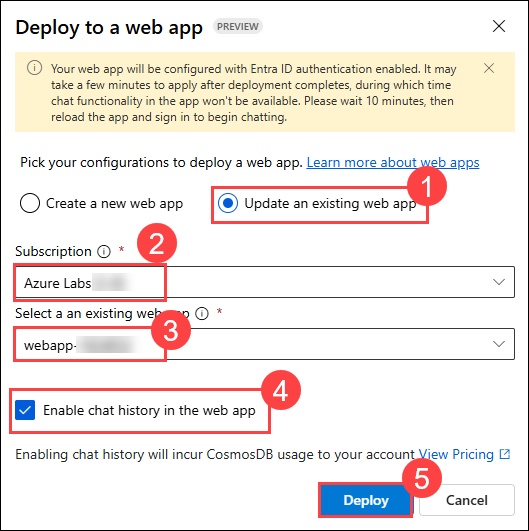 Deploy to a web app PREVIEW
Your web app will be configured with Entra ID authentication enabled. It may
take a few minutes to apply after deployment completes, during which time
chat functionality in the app won't be available. Please wait 10 minutes, then
reload the app and sign in to begin chatting.
Pick your configurations to deploy a web app. Learn more about web apps
1
Create a new web app Update an existing web app
2
Subscription *
Azure Labs
Select a an existing web *
3
webapp-
4
Enable chat history in the web app
Enabling chat history will incur CosmosDB usage to your account View Pricing
5
Deploy Cancel